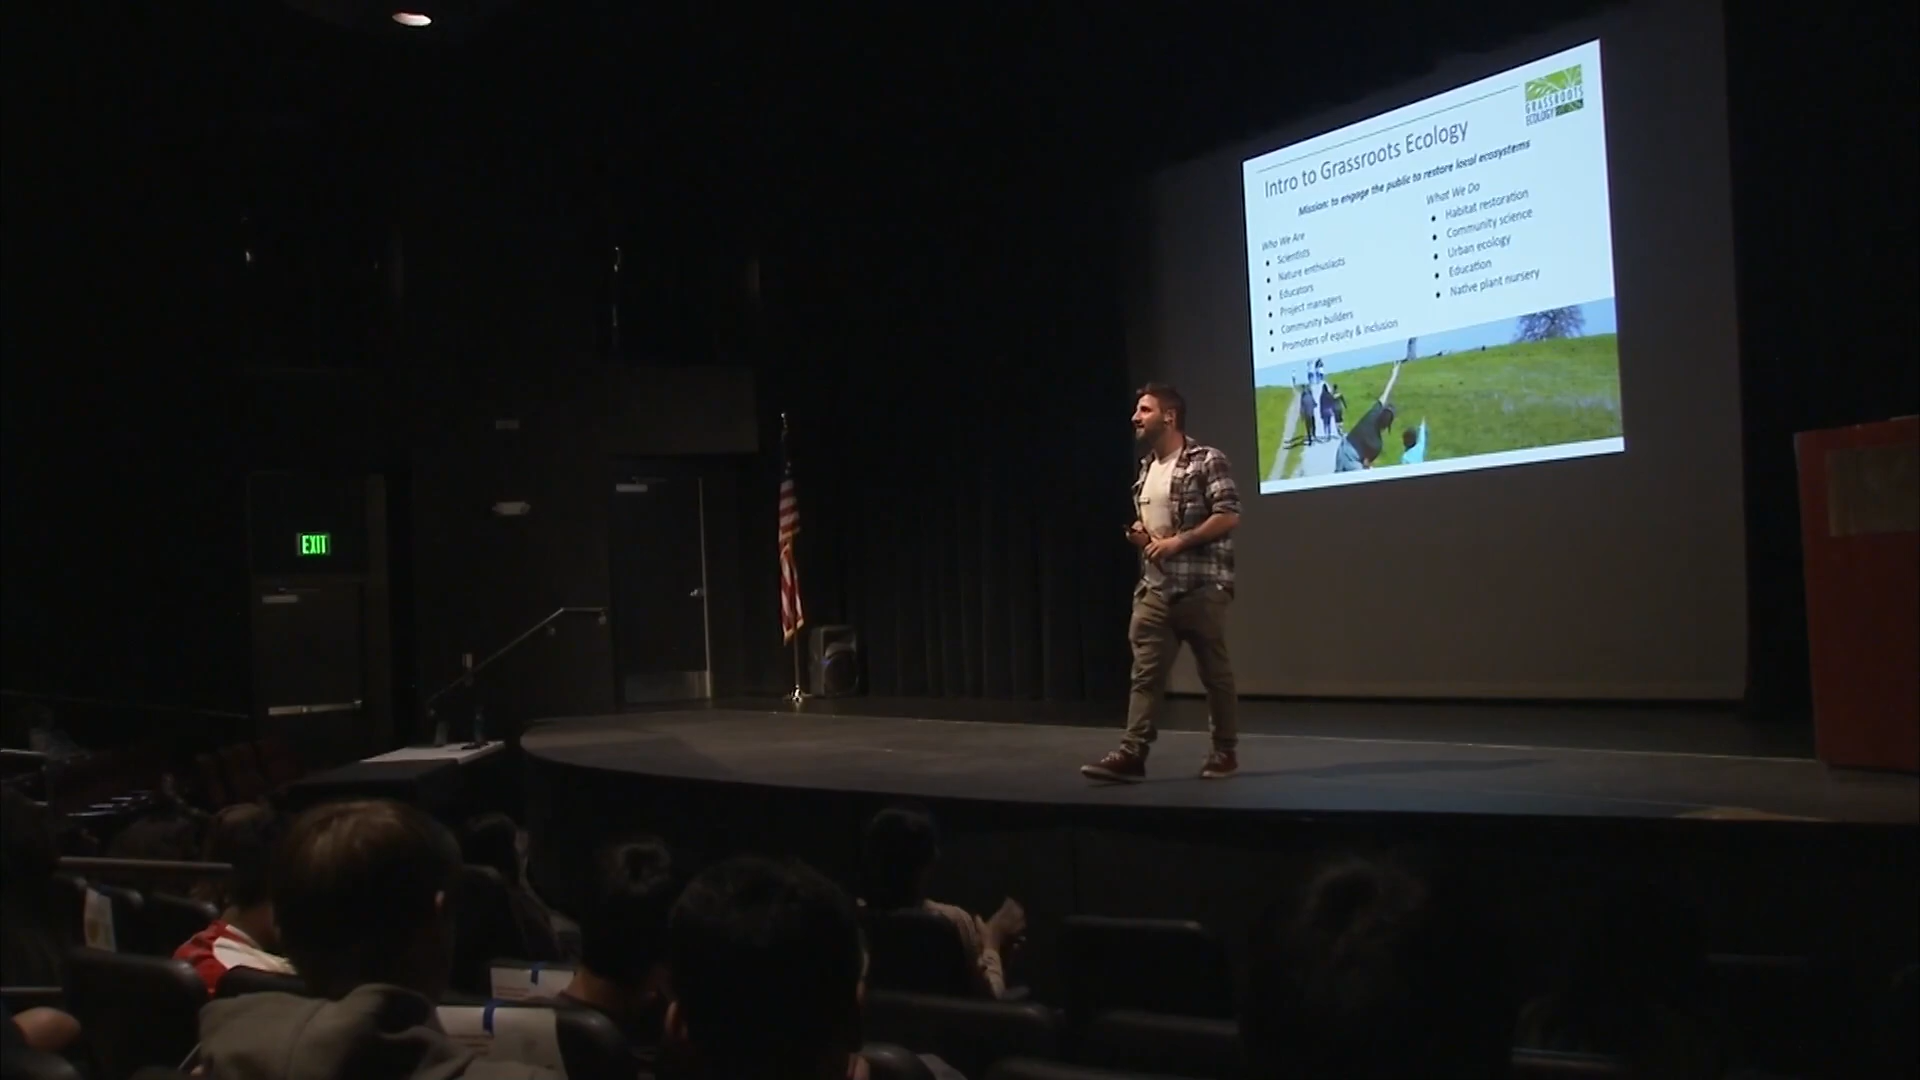 GRASSROOTS
ECOLOGY
Intro to Grassroots Ecology
Mission: to engage the public to restore local ecosystems
Who We Are
● Scientists
● Nature enthusiasts
● Educators
● Project managers
● Community builders
● Promoters of equity & inclusion
What We Do
● Habitat restoration
● Community science
● Urban ecology
● Education
● Native plant nursery
EXIT